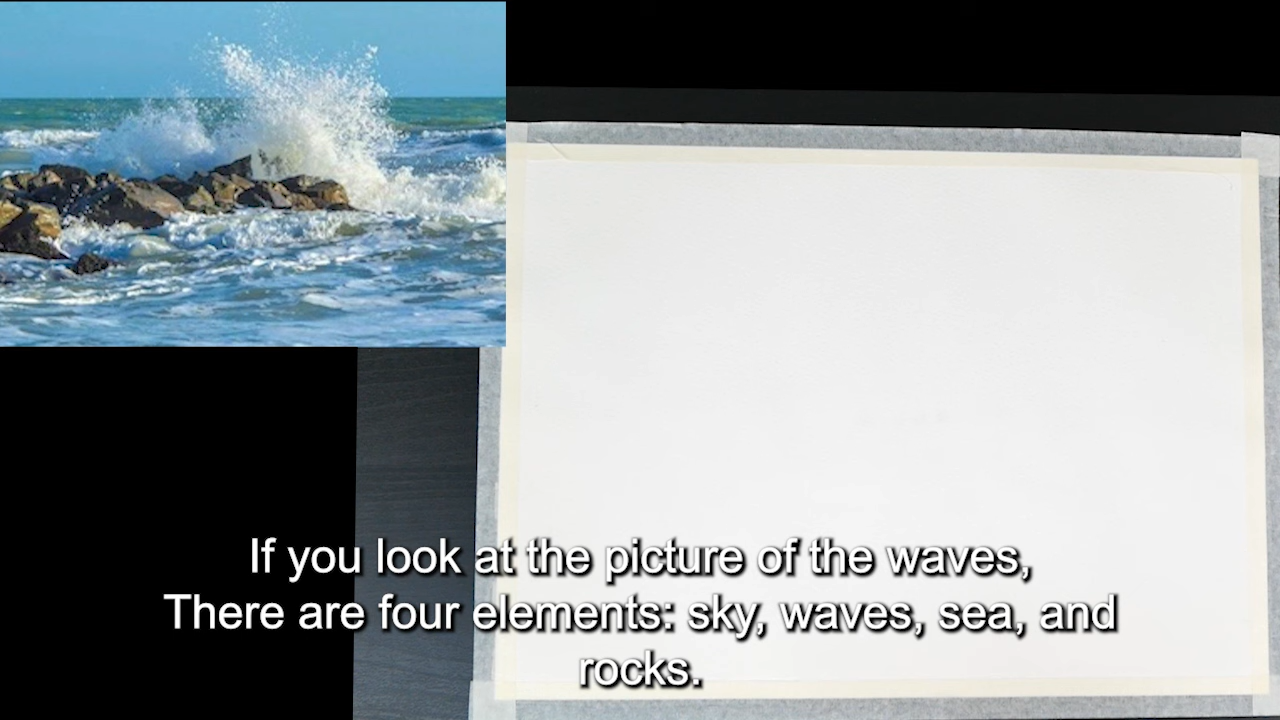 If you look at the picture of the waves,
There are four elements: sky, waves, sea, and
rocks.